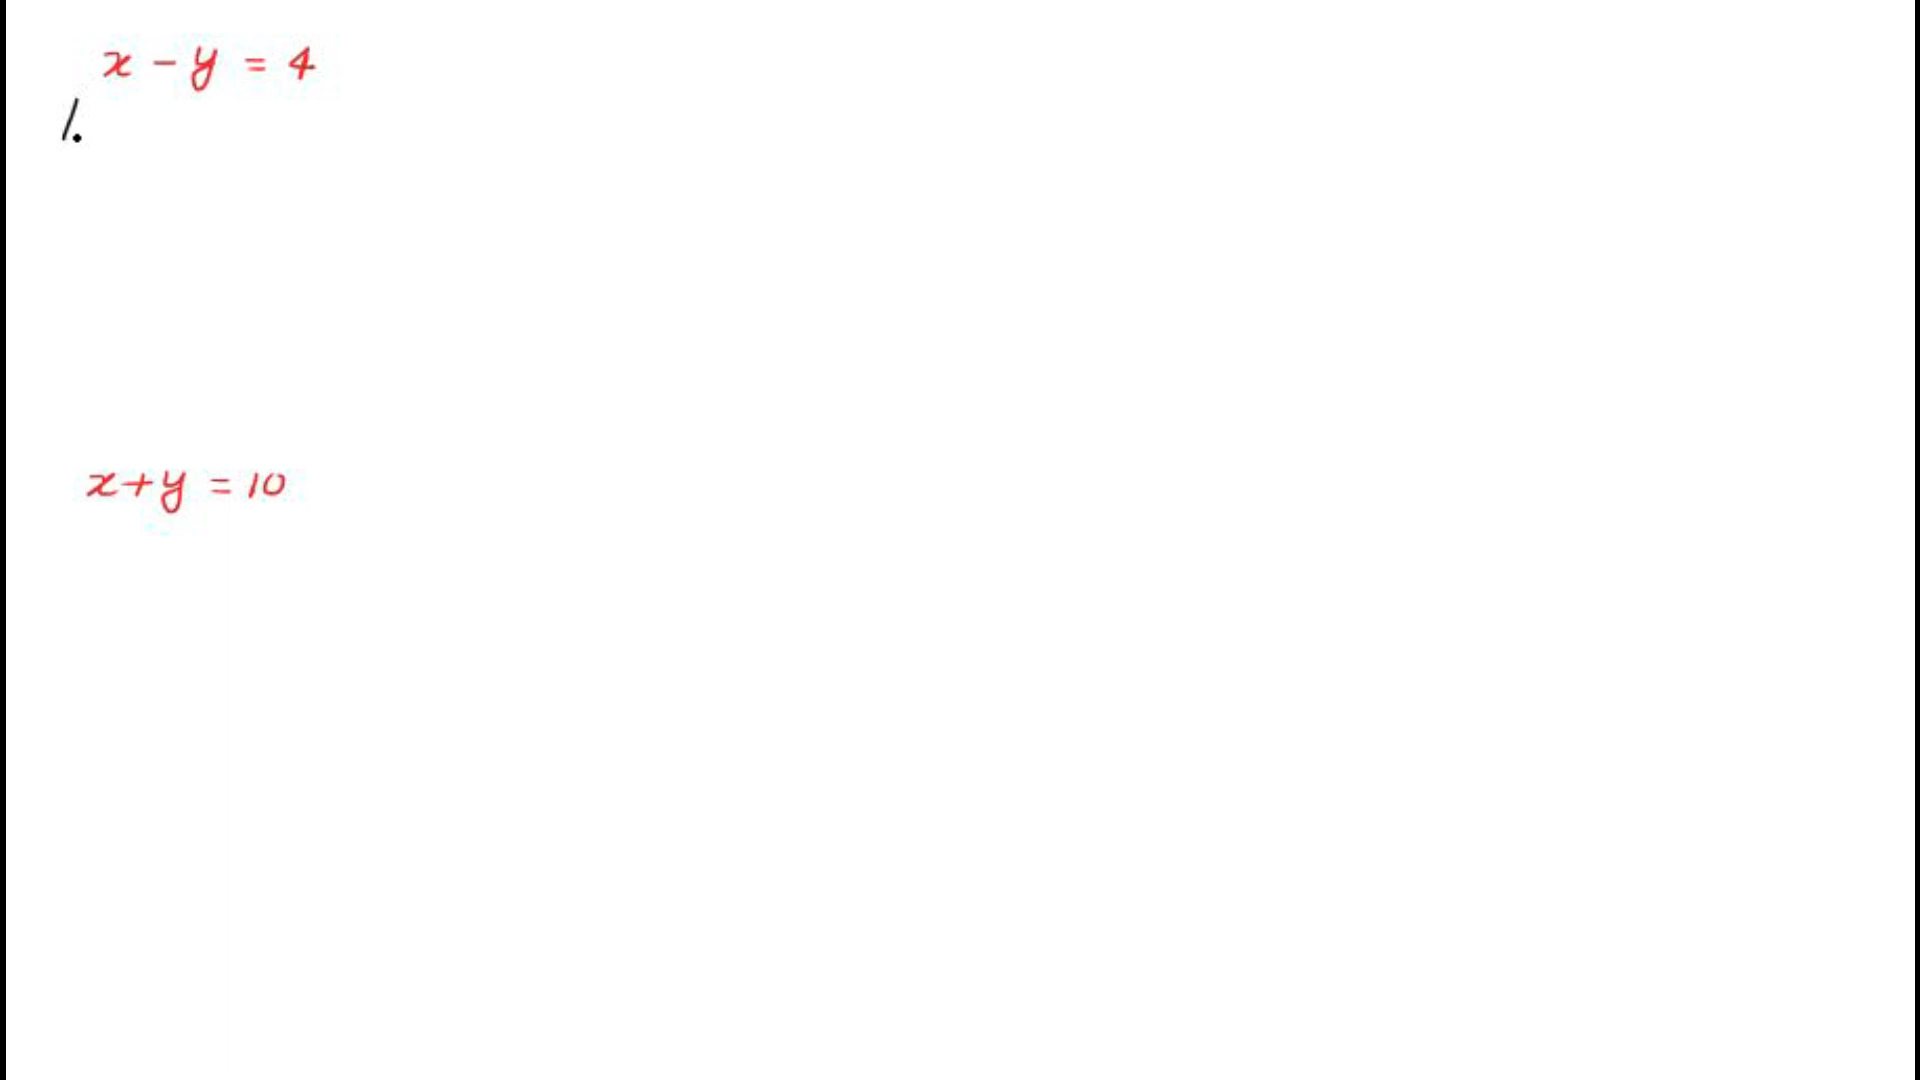 x - y = 4
1.
x+y = 10